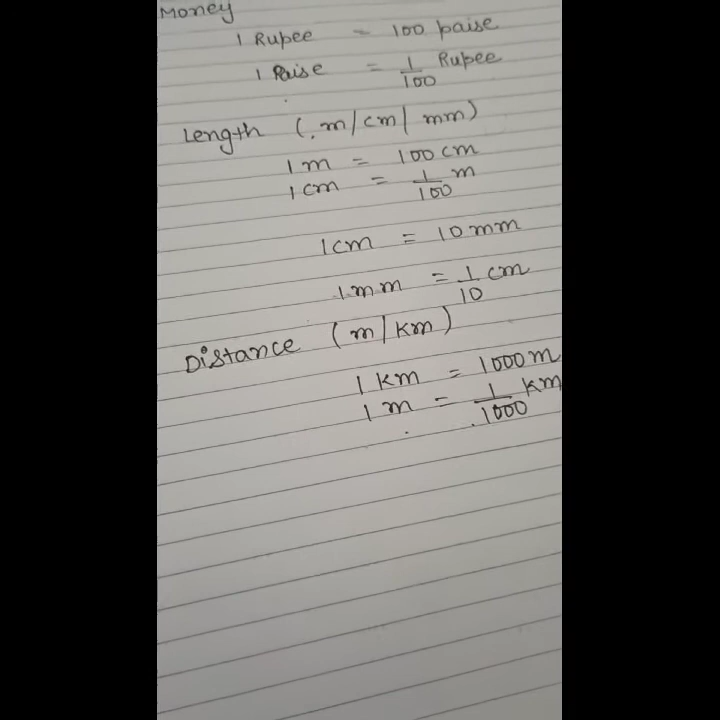 Money
1 Rupee = 100 paise
1 Paise = 1/100 Rupee
Length (m/cm/mm)
1 m = 100 cm
1 cm = 1/100 m
1 cm = 10 mm
1 mm = 1/10 cm
Distance (m/km)
1 km = 1000 m
1 m = 1/1000 km